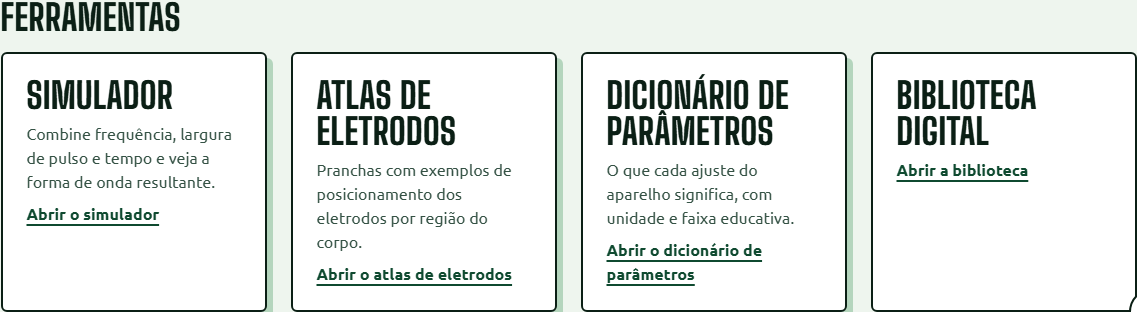 FERRAMENTAS
SIMULADOR
Combine frequência, largura
de pulso e tempo e veja a
forma de onda resultante.
Abrir o simulador
ATLAS DE
ELETRODOS
Pranchas com exemplos de
posicionamento dos
eletrodos por região do
corpo.
Abrir o atlas de eletrodos
DICIONÁRIO DE
PARÂMETROS
O que cada ajuste do
aparelho significa, com
unidade e faixa educativa.
Abrir o dicionário de
parâmetros
BIBLIOTECA
DIGITAL
Abrir a biblioteca